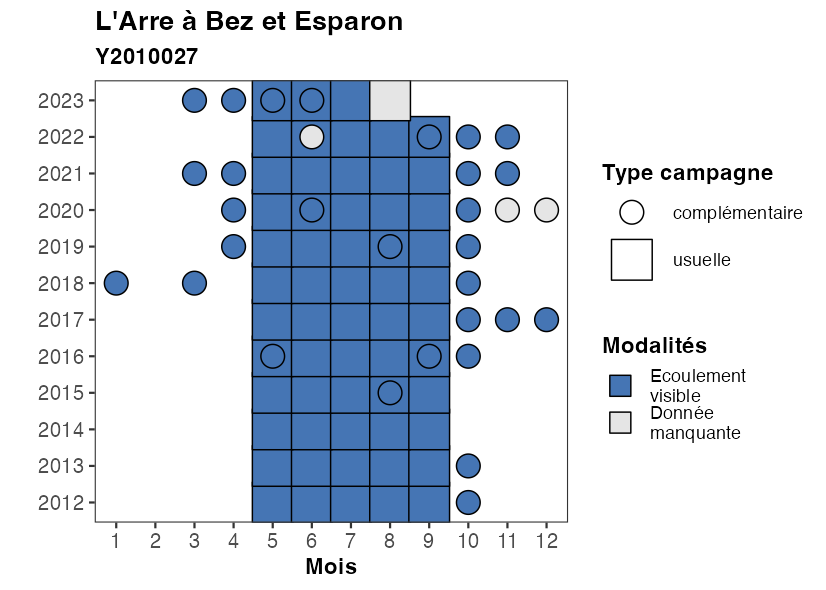 L'Arre à Bez et Esparon
Y2010027
2023
2022
2021
2020
2019
2018
2017
2016
2015
2014
2013
2012
1 2 3 4 5 6 7 8 9 10 11 12
Mois
Type campagne
complémentaire
usuelle
Modalités
Ecoulement
visible
Donnée
manquante